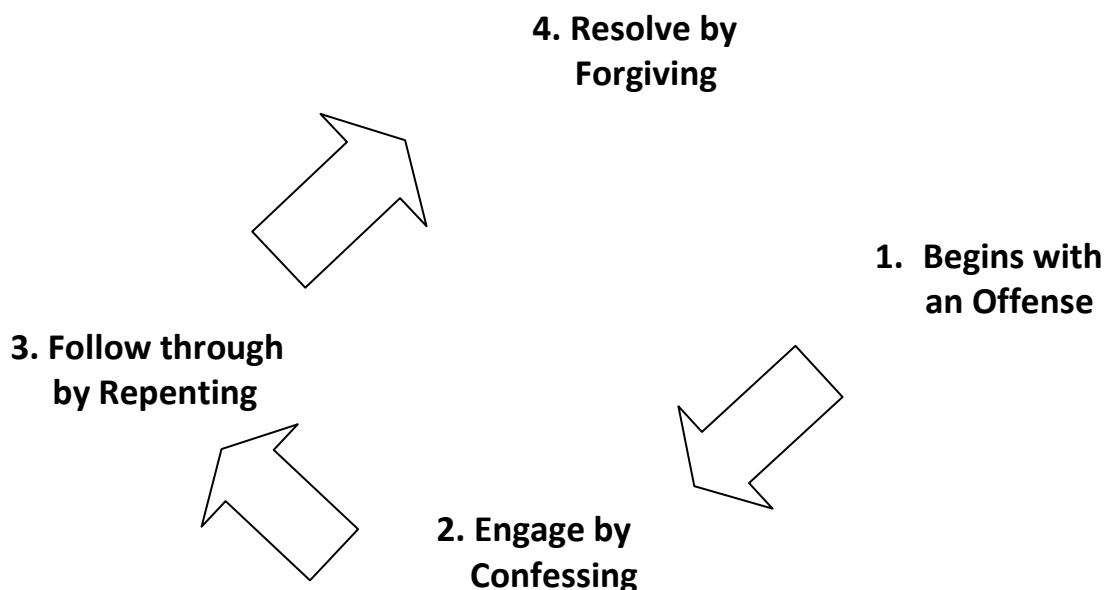 4. Resolve by
Forgiving
1. Begins with
an Offense
3. Follow through
by Repenting
2. Engage by
Confessing